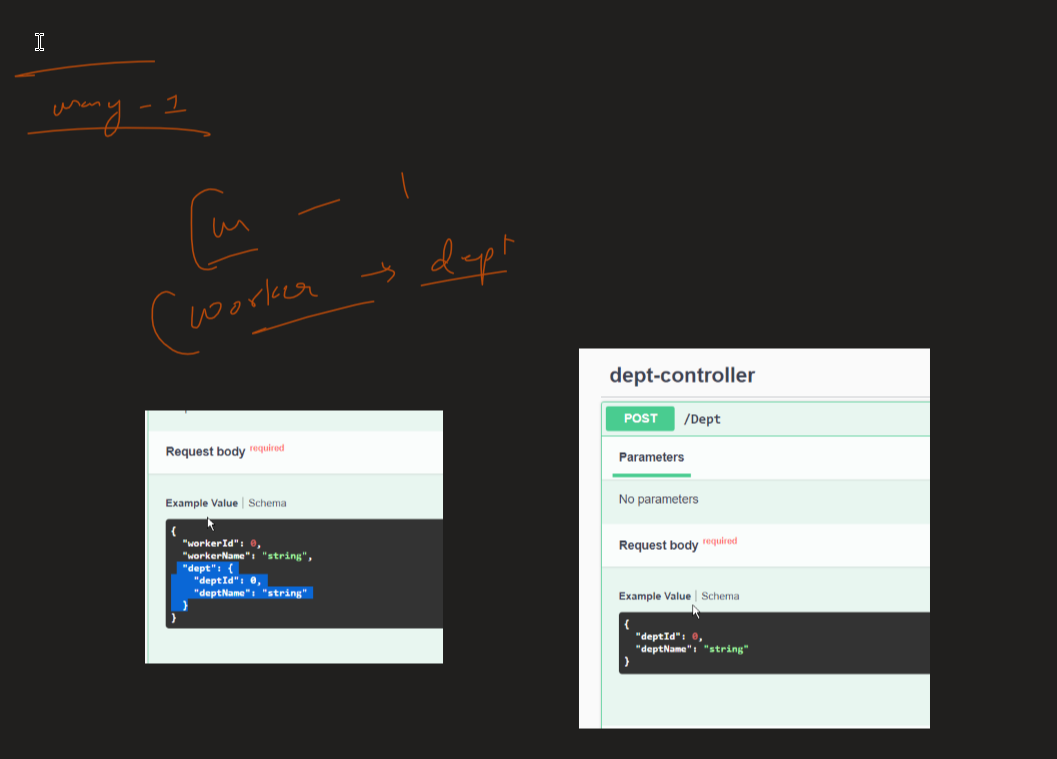 many - 1
m - 1
worker → dept
Request body required
Example Value | Schema
{
"workerId": 0,
"workerName": "string",
"dept": {
"deptId": 0,
"deptName": "string"
}
}
dept-controller
POST /Dept
Parameters
No parameters
Request body required
Example Value | Schema
{
"deptId": 0,
"deptName": "string"
}